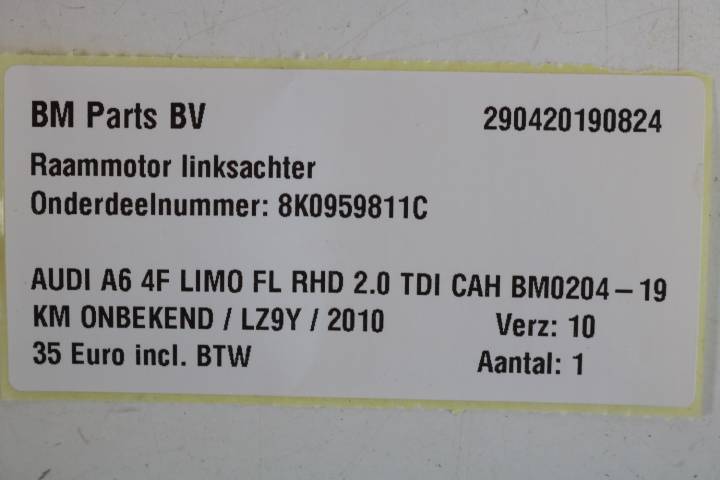 BM Parts BV 290420190824
Raammotor linksachter
Onderdeelnummer: 8K0959811C
AUDI A6 4F LIMO FL RHD 2.0 TDI CAH BM0204-19
KM ONBEKEND / LZ9Y / 2010 Verz: 10
35 Euro incl. BTW Aantal: 1